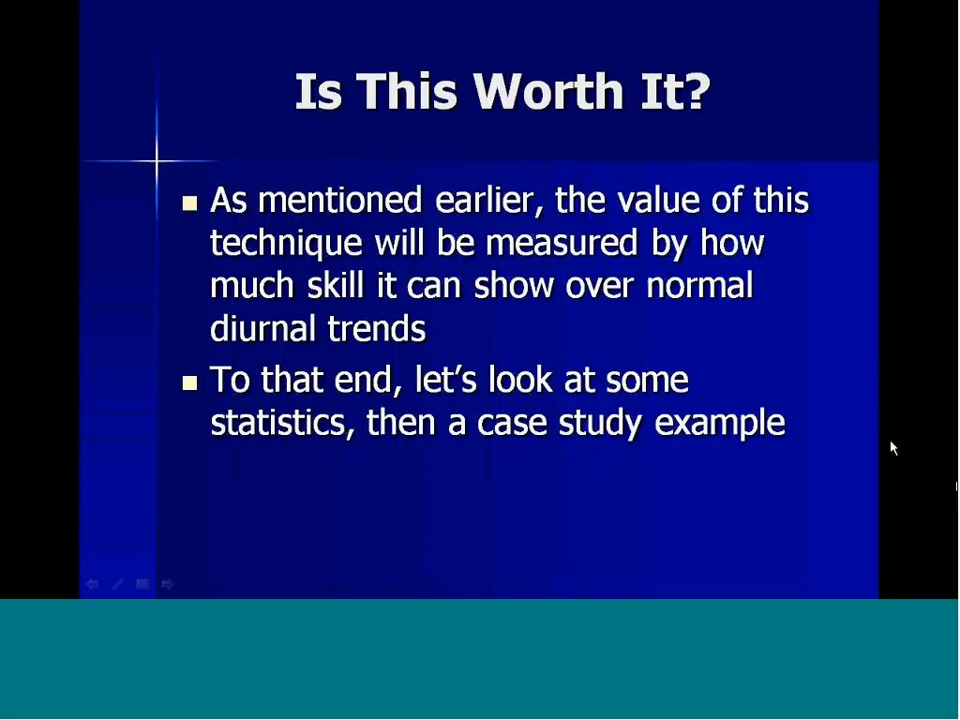 Is This Worth It?
As mentioned earlier, the value of this
technique will be measured by how
much skill it can show over normal
diurnal trends
To that end, let's look at some
statistics, then a case study example